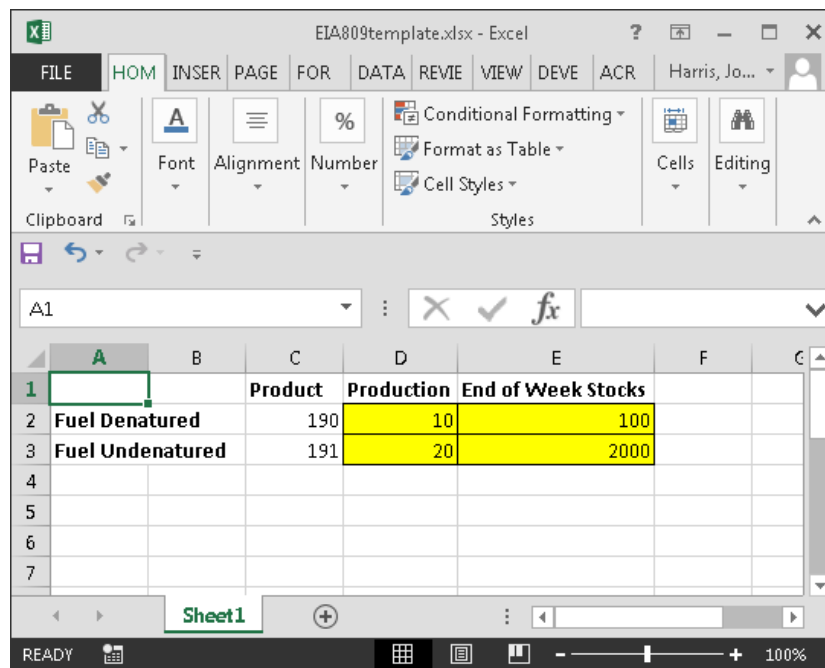 EIA809template.xlsx - Excel ?
FILE HOM INSER PAGE FOR DATA REVIE VIEW DEVE ACR Harris, Jo...
Conditional Formatting
Format as Table
Cell Styles
Paste Font Alignment Number Cells Editing
Clipboard Styles
A1 fx
A B C D E F G
1 Product Production End of Week Stocks
2 Fuel Denatured 190 10 100
3 Fuel Undenatured 191 20 2000
4
5
6
7
Sheet1
READY 100%